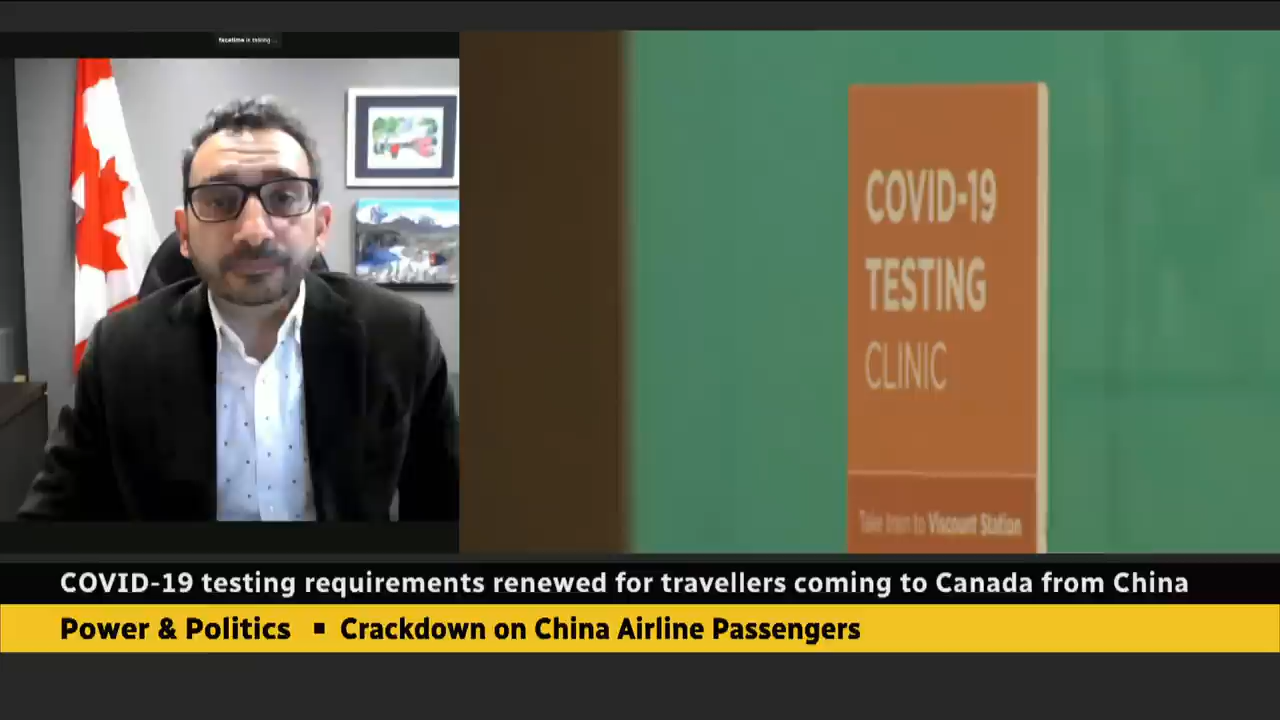 COVID-19
TESTING
CLINIC
Take train to Viscount Station
COVID-19 testing requirements renewed for travellers coming to Canada from China
Power & Politics ▪ Crackdown on China Airline Passengers